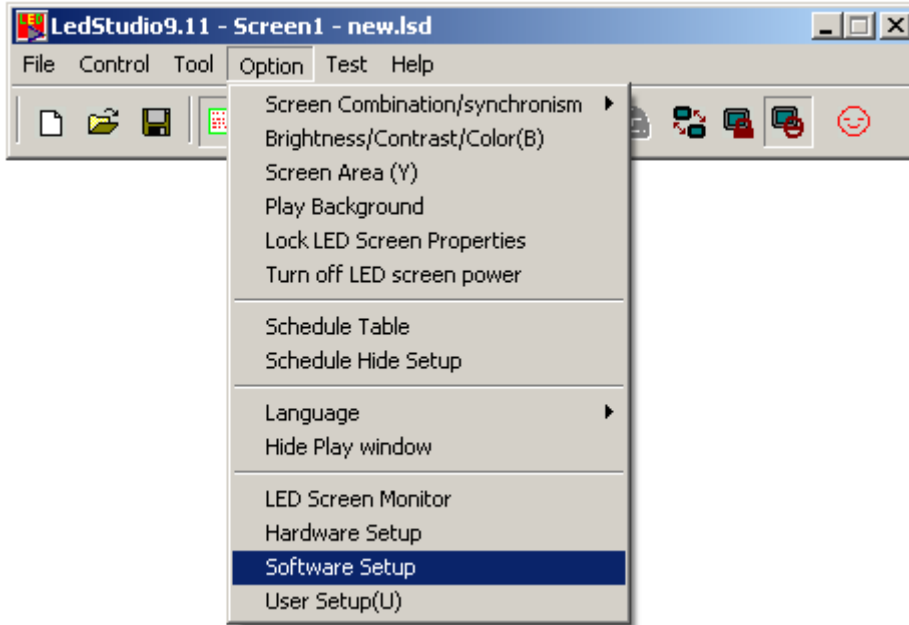 LED
LedStudio9.11 - Screen1 - new.lsd
File Control Tool Option Test Help
Screen Combination/synchronism
Brightness/Contrast/Color(B)
Screen Area (Y)
Play Background
Lock LED Screen Properties
Turn off LED screen power
Schedule Table
Schedule Hide Setup
Language
Hide Play window
LED Screen Monitor
Hardware Setup
Software Setup
User Setup(U)